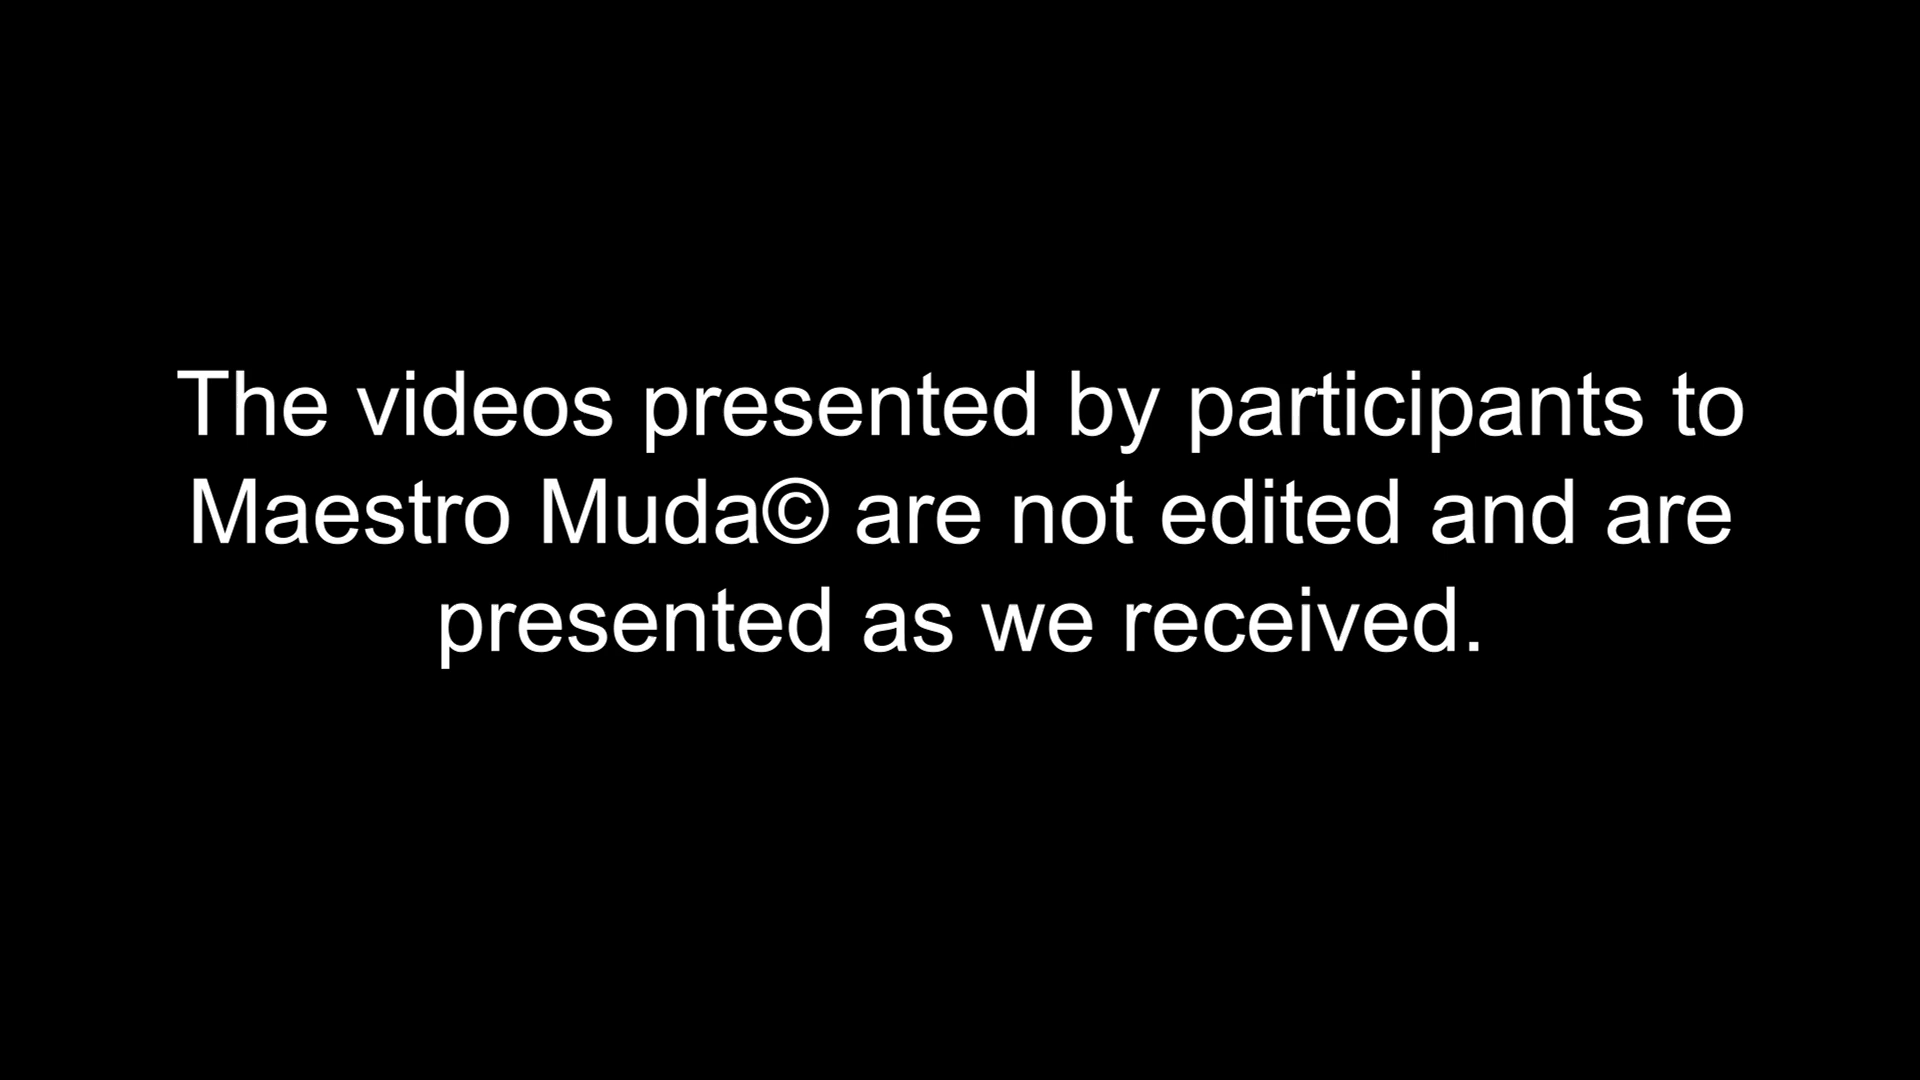 The videos presented by participants to
Maestro Muda© are not edited and are
presented as we received.